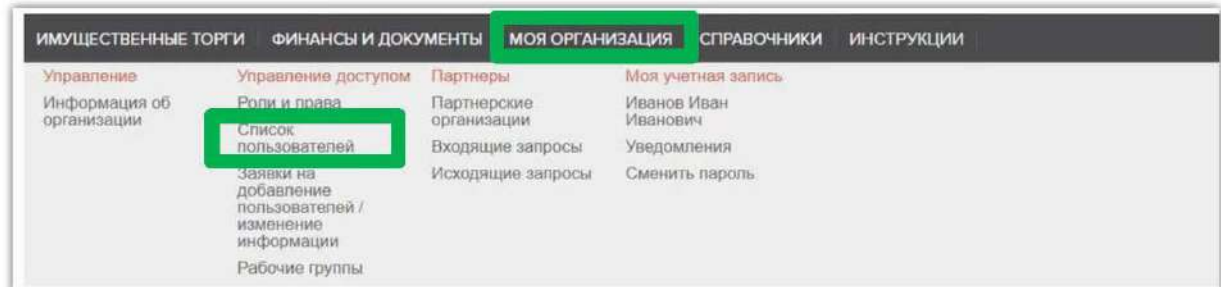 ИМУЩЕСТВЕННЫЕ ТОРГИ ФИНАНСЫ И ДОКУМЕНТЫ МОЯ ОРГАНИЗАЦИЯ СПРАВОЧНИКИ ИНСТРУКЦИИ
Управление
Информация об
организации
Управление доступом
Роли и права
Список
пользователей
Заявки на
добавление
пользователей /
изменение
информации
Рабочие группы
Партнеры
Партнерские
организации
Входящие запросы
Исходящие запросы
Моя учетная запись
Иванов Иван
Иванович
Уведомления
Сменить пароль